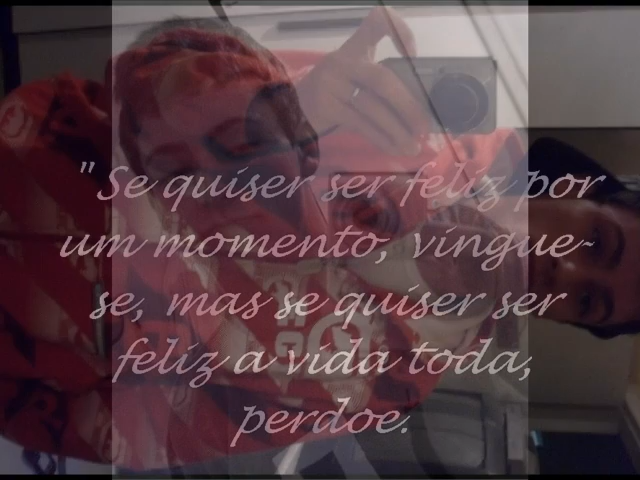 "Se quiser ser feliz por
um momento, vingue-
se, mas se quiser ser
feliz a vida toda,
perdoe.